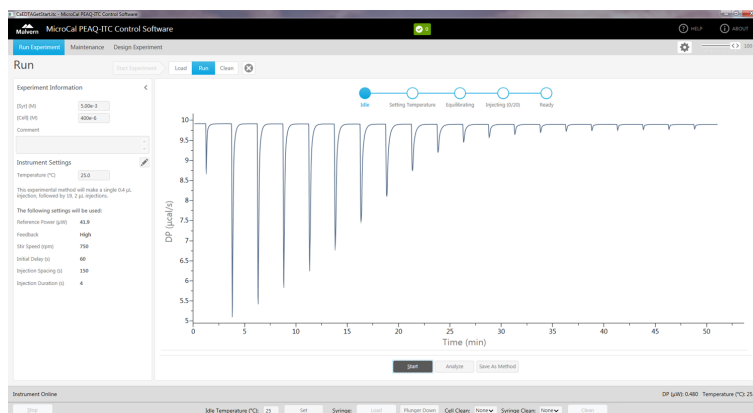 CaEDTAGetStart.itc - MicroCal PEAQ-ITC Control Software
Malvern MicroCal PEAQ-ITC Control Software 0 HELP ABOUT
Run Experiment Maintenance Design Experiment 100
Run Start Experiment Load Run Clean
Experiment Information
[Syr] (M) 5.00e-3
[Cell] (M) 400e-6
Comment
Instrument Settings
Temperature (°C) 25.0
This experimental method will make a single 0.4 µL
injection; followed by 19, 2 µL injections.
The following settings will be used:
Reference Power (µW) 41.9
Feedback High
Stir Speed (rpm) 750
Initial Delay (s) 60
Injection Spacing (s) 150
Injection Duration (s) 4
Idle Setting Temperature Equilibrating Injecting (0/20) Ready
DP (µcal/s)
10
9.5
9
8.5
8
7.5
7
6.5
6
5.5
5
0 5 10 15 20 25 30 35 40 45 50
Time (min)
Start Analyze Save As Method
Instrument Online DP (µW): 0.480 Temperature (°C): 25
Stop Idle Temperature (°C): 25 Set Syringe: Load Plunger Down Cell Clean: None Syringe Clean: None Clean